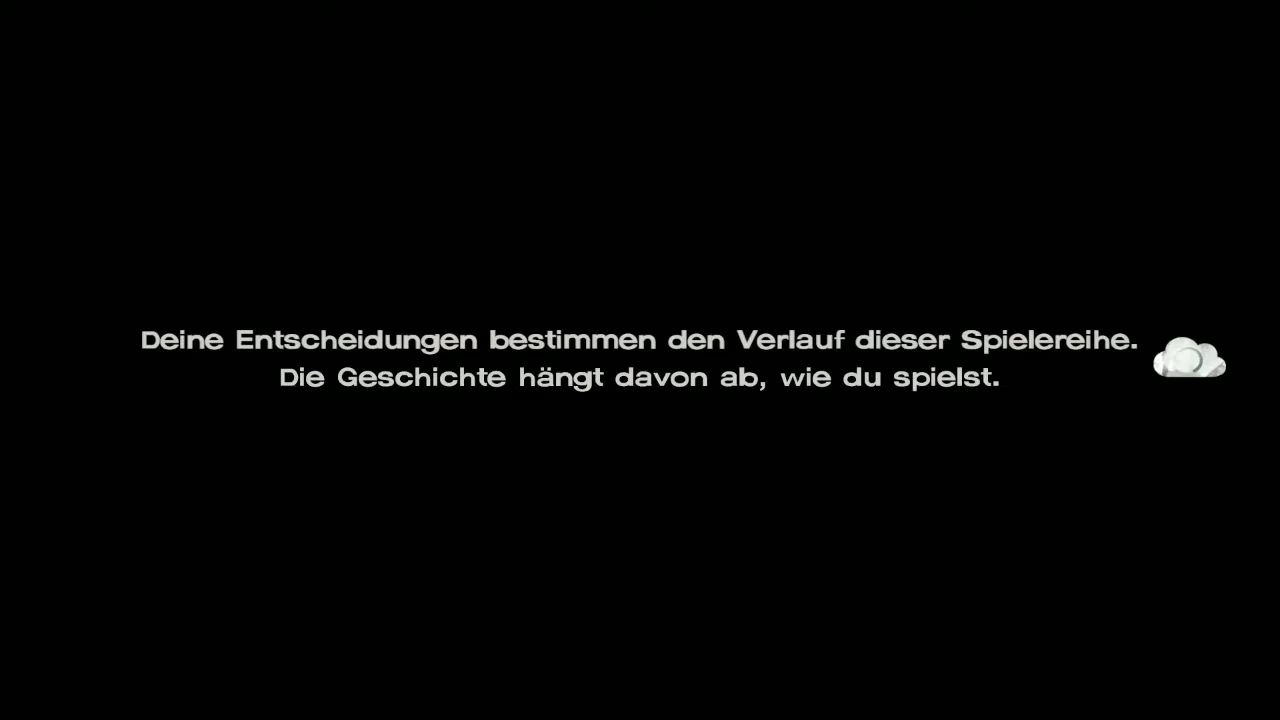 Deine Entscheidungen bestimmen den Verlauf dieser Spielereihe.
Die Geschichte hängt davon ab, wie du spielst.